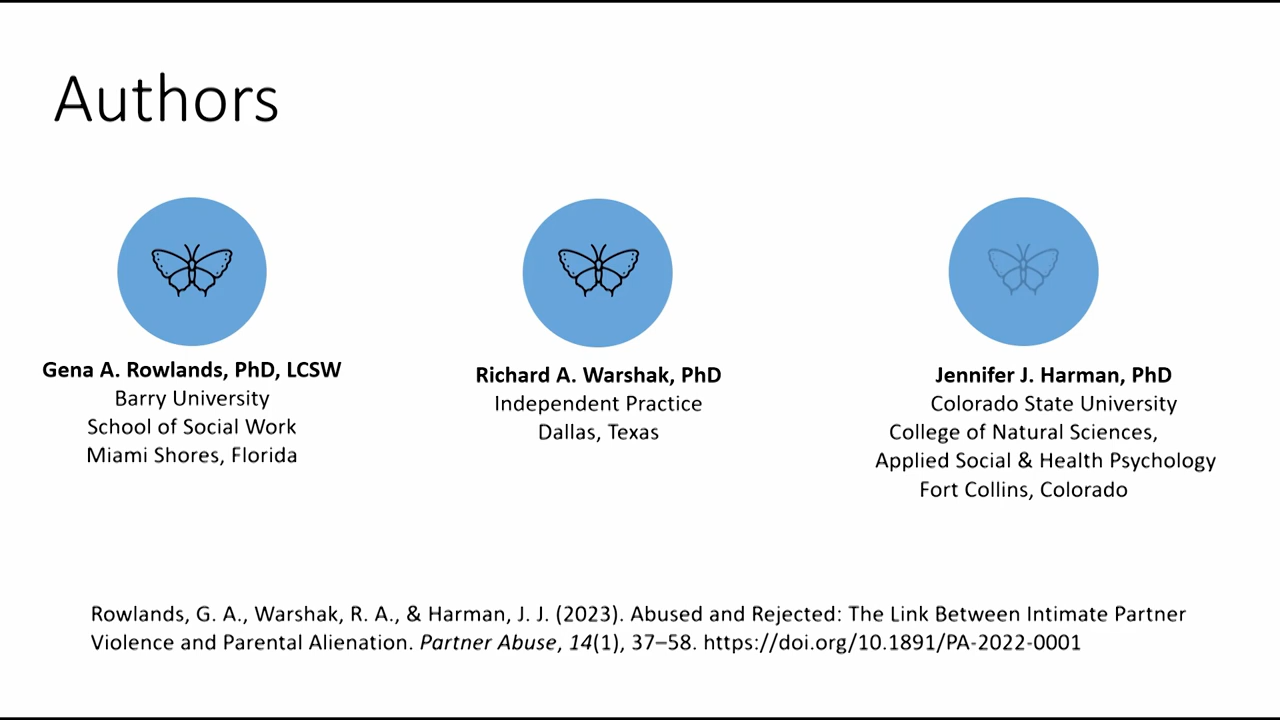 Authors
Gena A. Rowlands, PhD, LCSW
Barry University
School of Social Work
Miami Shores, Florida
Richard A. Warshak, PhD
Independent Practice
Dallas, Texas
Jennifer J. Harman, PhD
Colorado State University
College of Natural Sciences,
Applied Social & Health Psychology
Fort Collins, Colorado
Rowlands, G. A., Warshak, R. A., & Harman, J. J. (2023). Abused and Rejected: The Link Between Intimate Partner
Violence and Parental Alienation. Partner Abuse, 14(1), 37–58. https://doi.org/10.1891/PA-2022-0001